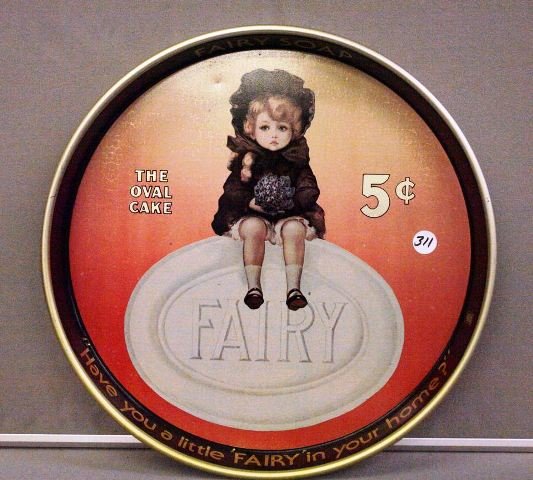 FAIRY SOAP
THE
OVAL
CAKE
5¢
311
FAIRY
"Have you a little 'FAIRY' in your home?"